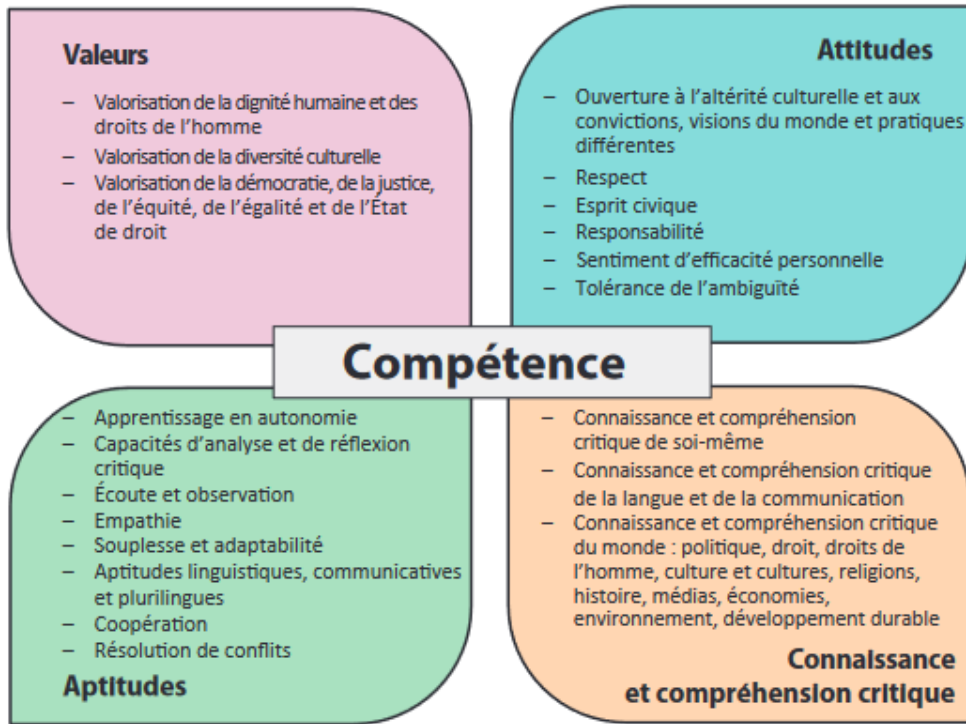 Valeurs
– Valorisation de la dignité humaine et des
droits de l'homme
– Valorisation de la diversité culturelle
– Valorisation de la démocratie, de la justice,
de l'équité, de l'égalité et de l'État
de droit
Attitudes
– Ouverture à l'altérité culturelle et aux
convictions, visions du monde et pratiques
différentes
– Respect
– Esprit civique
– Responsabilité
– Sentiment d'efficacité personnelle
– Tolérance de l'ambiguïté
Compétence
– Apprentissage en autonomie
– Capacités d'analyse et de réflexion
critique
– Écoute et observation
– Empathie
– Souplesse et adaptabilité
– Aptitudes linguistiques, communicatives
et plurilingues
– Coopération
– Résolution de conflits
Aptitudes
– Connaissance et compréhension
critique de soi-même
– Connaissance et compréhension critique
de la langue et de la communication
– Connaissance et compréhension critique
du monde : politique, droit, droits de
l'homme, culture et cultures, religions,
histoire, médias, économies,
environnement, développement durable
Connaissance
et compréhension critique